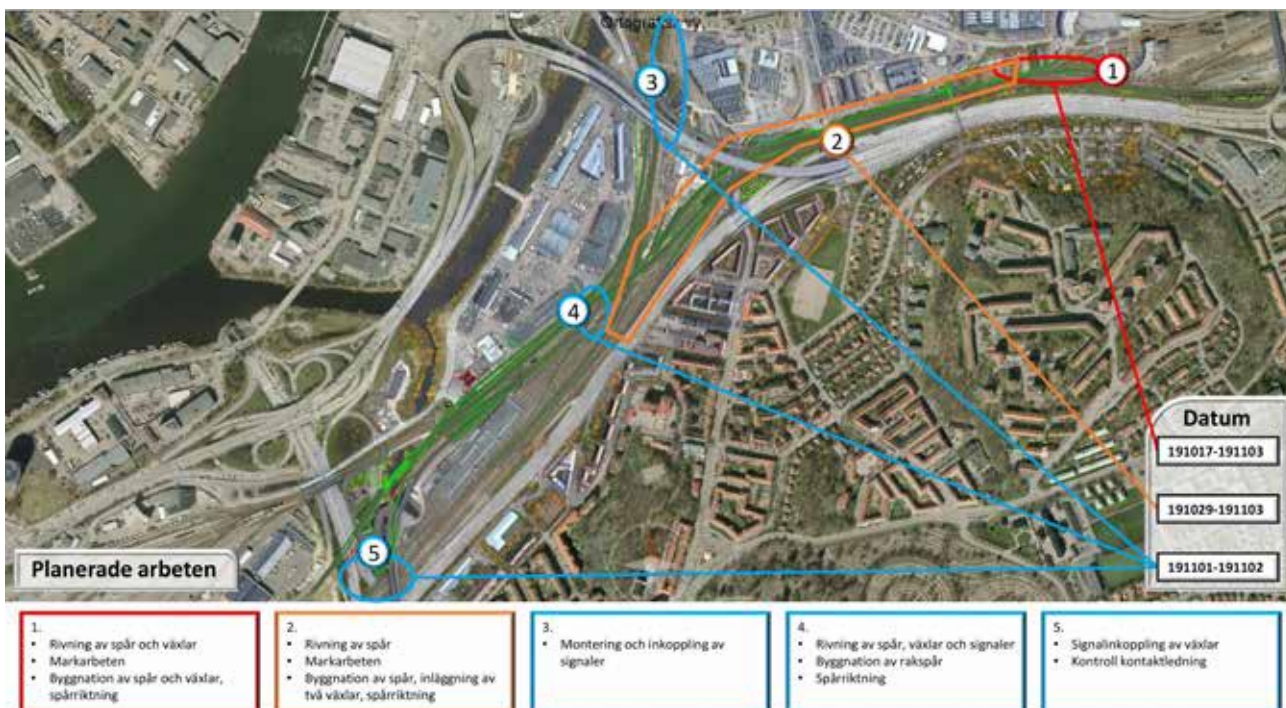 3
1
2
4
5
Datum
191017-191103
191029-191103
191101-191102
Planerade arbeten
1.
• Rivning av spår och växlar
• Markarbeten
• Byggnation av spår och växlar,
spårriktning
2.
• Rivning av spår
• Markarbeten
• Byggnation av spår, inläggning av
två växlar, spårriktning
3.
• Montering och inkoppling av
signaler
4.
• Rivning av spår, växlar och signaler
• Byggnation av rakspår
• Spårriktning
5.
• Signalinkoppling av växlar
• Kontroll kontaktledning